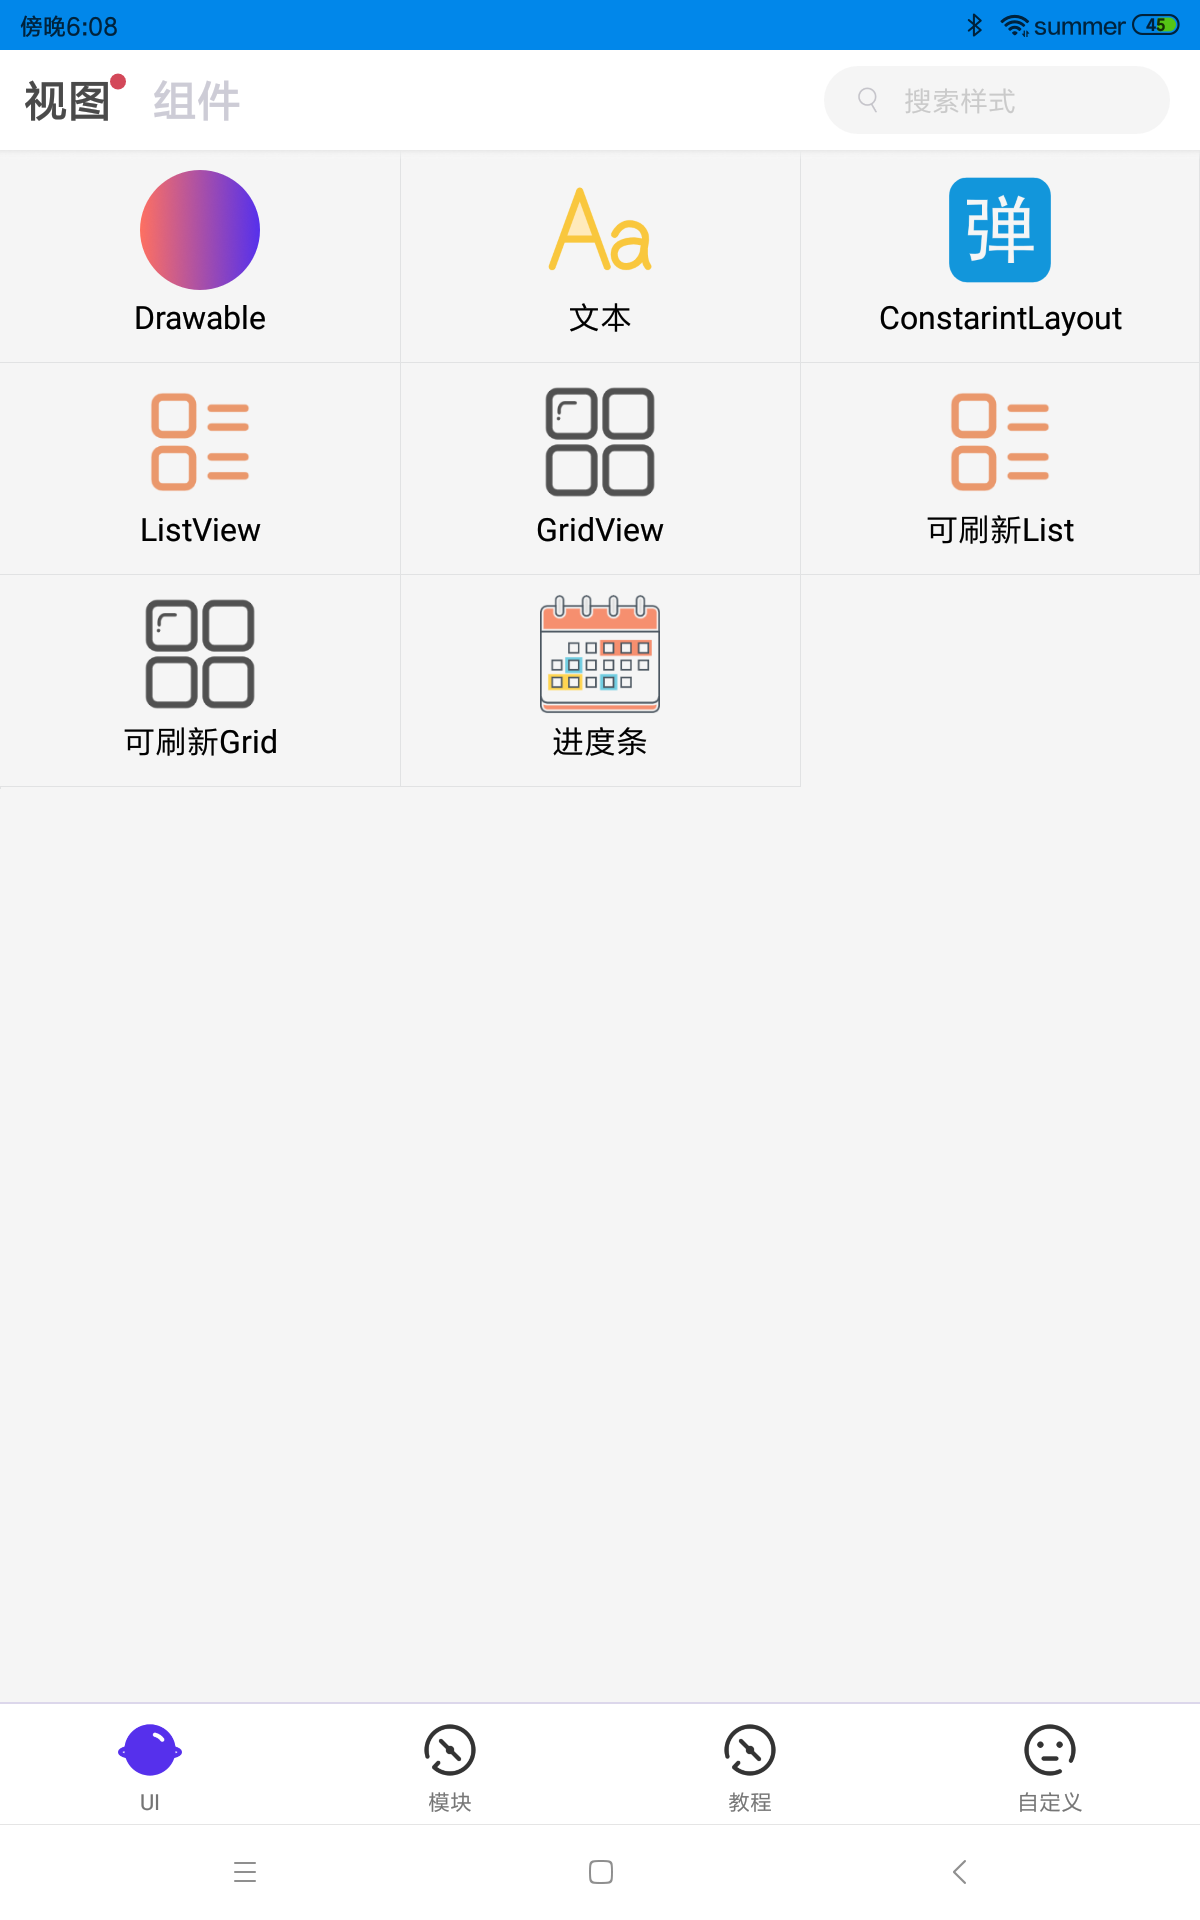 傍晚6:08 summer 45
视图 组件 搜索样式
Aa 弹
Drawable 文本 ConstarintLayout
ListView GridView 可刷新List
可刷新Grid 进度条
UI 模块 教程 自定义